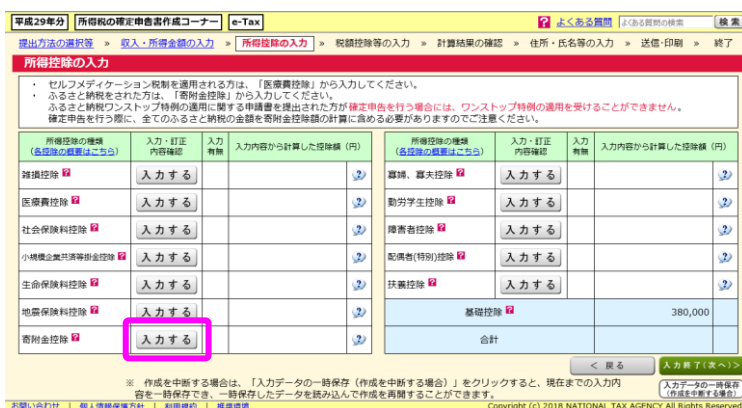 平成29年分 所得税の確定申告書作成コーナー e-Tax ? よくある質問 よくある質問の検索 検索
提出方法の選択等 » 収入・所得金額の入力 » 所得控除の入力 » 税額控除等の入力 » 計算結果の確認 » 住所・氏名等の入力 » 送信・印刷 » 終了
所得控除の入力
・ セルフメディケーション税制を適用される方は、「医療費控除」から入力してください。
・ ふるさと納税をされた方は、「寄附金控除」から入力してください。
ふるさと納税ワンストップ特例の適用に関する申請書を提出された方が確定申告を行う場合には、ワンストップ特例の適用を受けることができません。
確定申告を行う際に、全てのふるさと納税の金額を寄附金控除額の計算に含める必要がありますのでご注意ください。
所得控除の種類
(各控除の概要はこちら)
入力・訂正
内容確認
入力
有無
入力内容から計算した控除額（円）
雑損控除 ? 入力する ?
医療費控除 ? 入力する ?
社会保険料控除 ? 入力する ?
小規模企業共済等掛金控除 ? 入力する ?
生命保険料控除 ? 入力する ?
地震保険料控除 ? 入力する ?
寄附金控除 ? 入力する ?
所得控除の種類
(各控除の概要はこちら)
入力・訂正
内容確認
入力
有無
入力内容から計算した控除額（円）
寡婦、寡夫控除 ? 入力する ?
勤労学生控除 ? 入力する ?
障害者控除 ? 入力する ?
配偶者(特別)控除 ? 入力する ?
扶養控除 ? 入力する ?
基礎控除 ? 380,000
合計
< 戻る 入力終了(次へ)>
※ 作成を中断する場合は、「入力データの一時保存（作成を中断する場合）」をクリックすると、現在までの入力内
容を一時保存でき、一時保存したデータを読み込んで作成を再開することができます。
入力データの一時保存
(作成を中断する場合)
お問い合わせ | 個人情報保護方針 | 利用規約 | 推奨環境 Copyright (c) 2018 NATIONAL TAX AGENCY All Rights Reserved